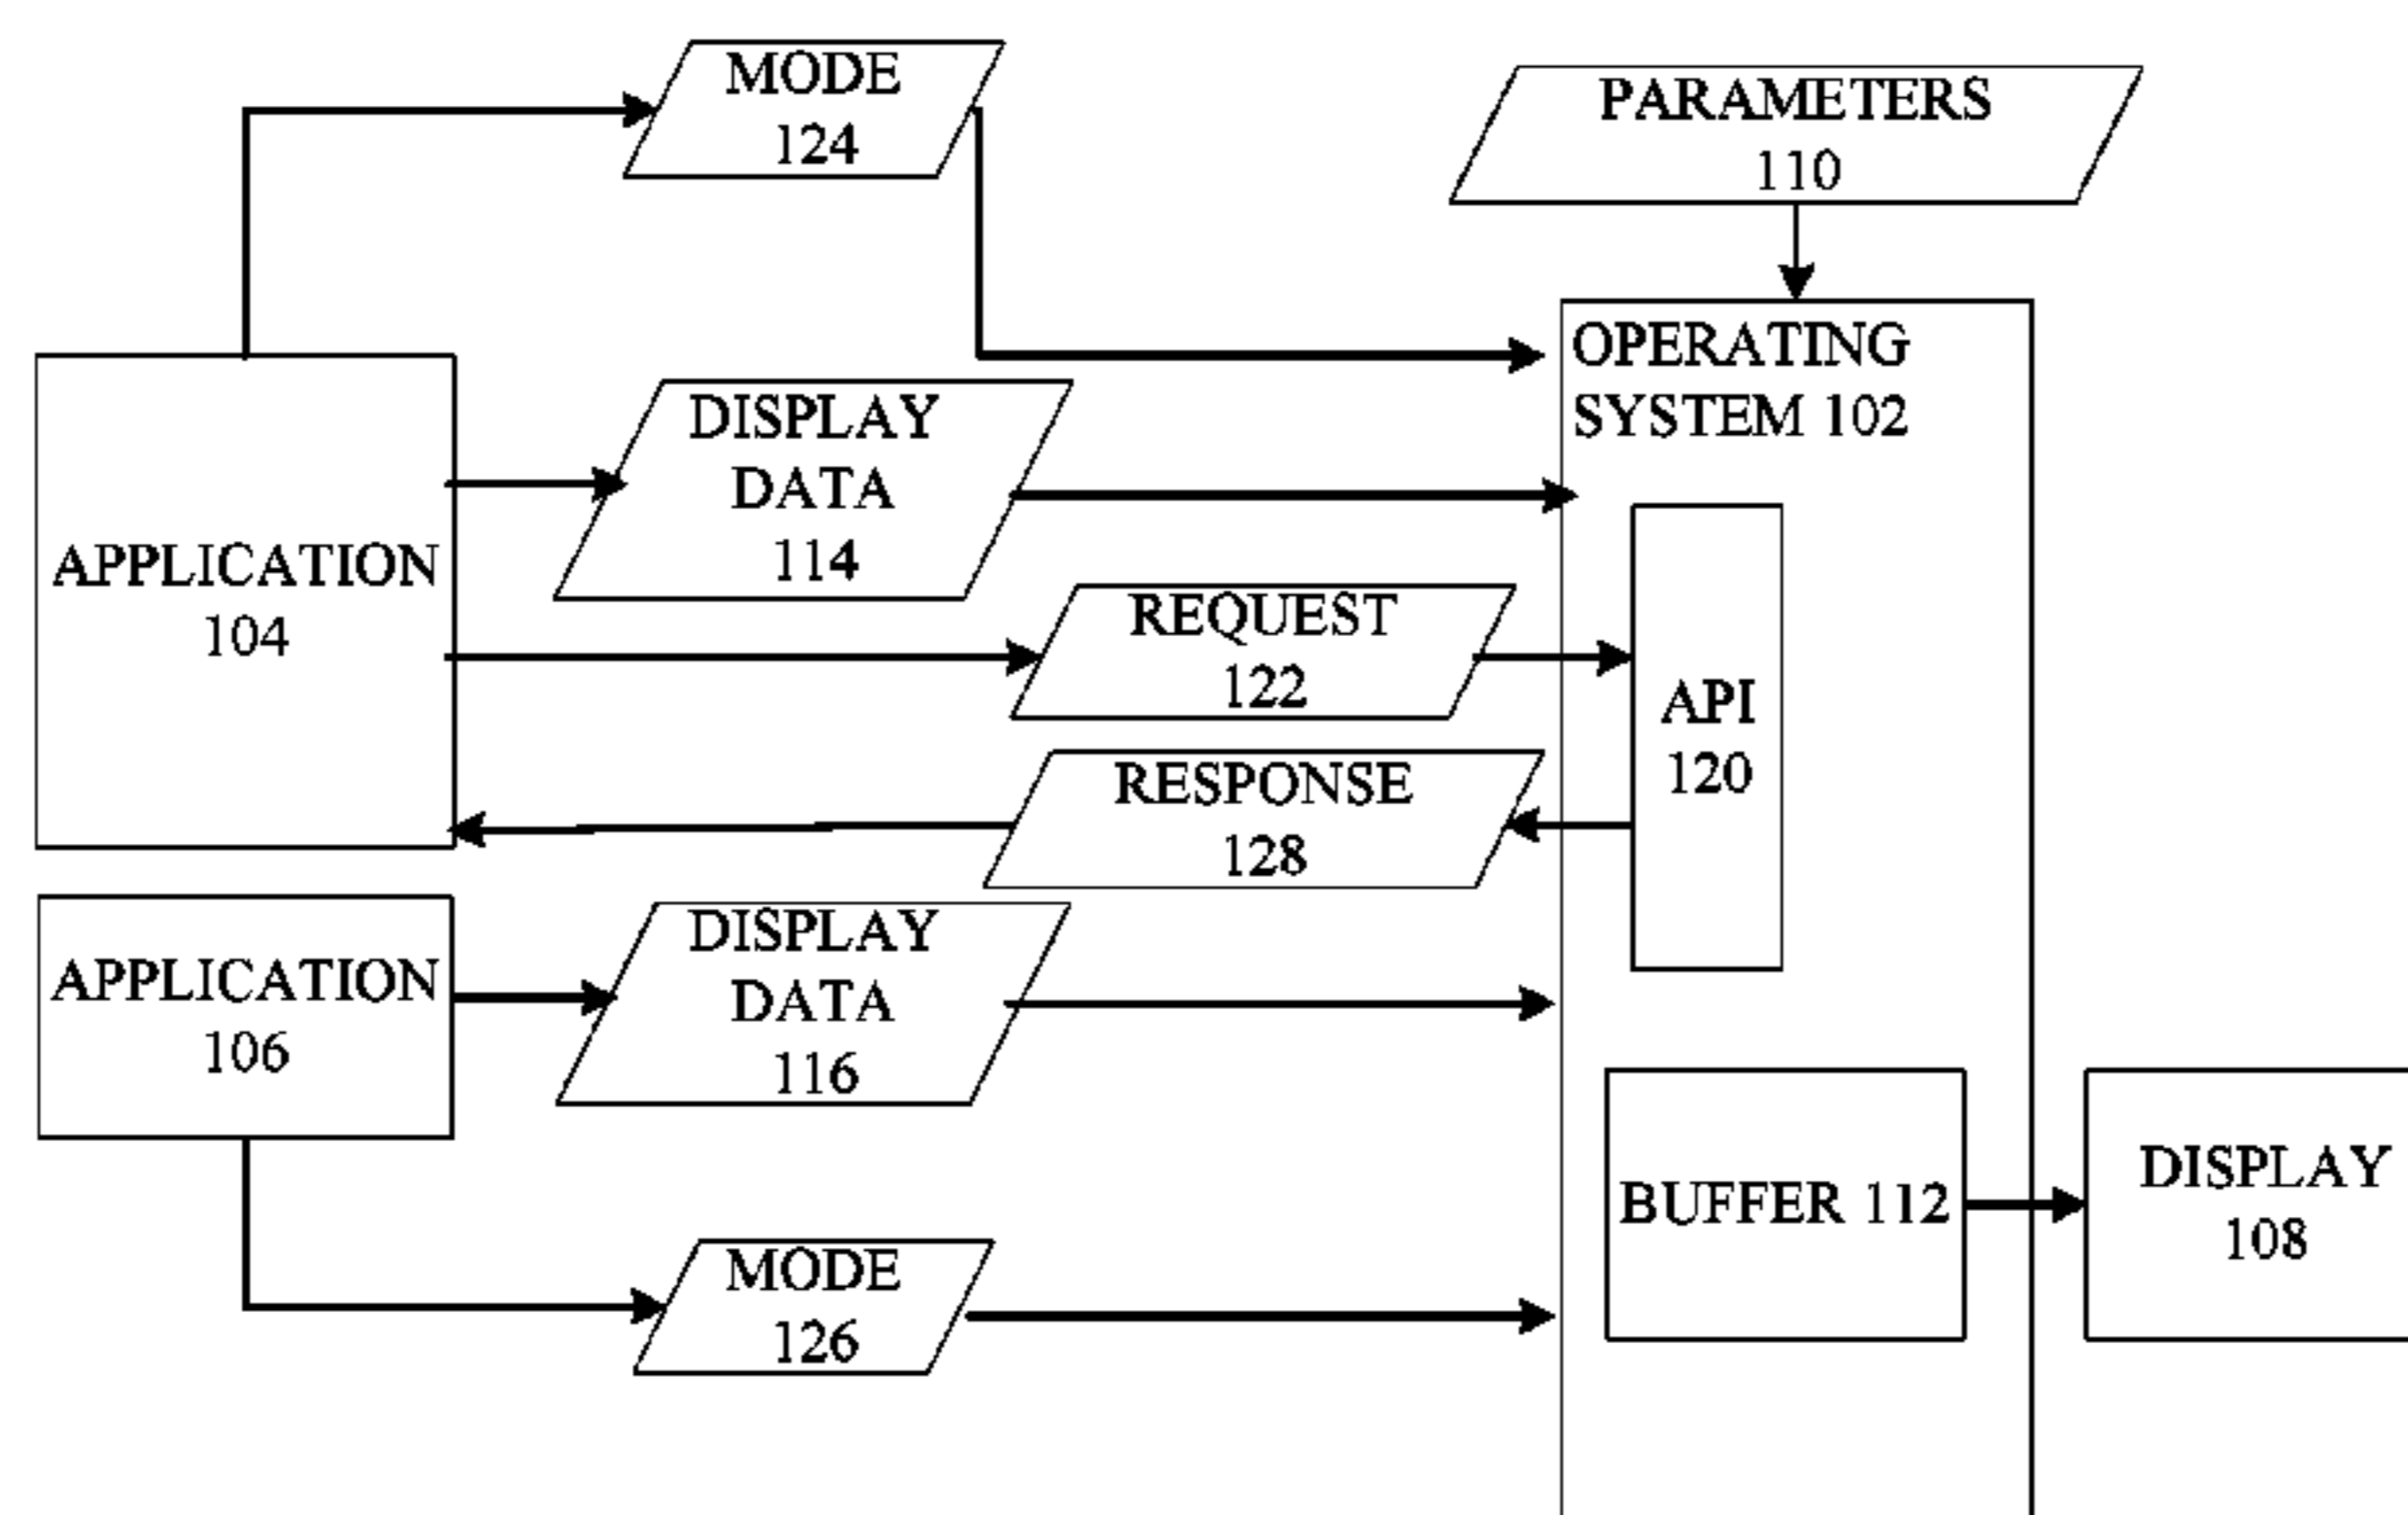 MODE
124
PARAMETERS
110
OPERATING
SYSTEM 102
DISPLAY
DATA
114
APPLICATION
104
REQUEST
122
API
120
RESPONSE
128
APPLICATION
106
DISPLAY
DATA
116
BUFFER 112
DISPLAY
108
MODE
126